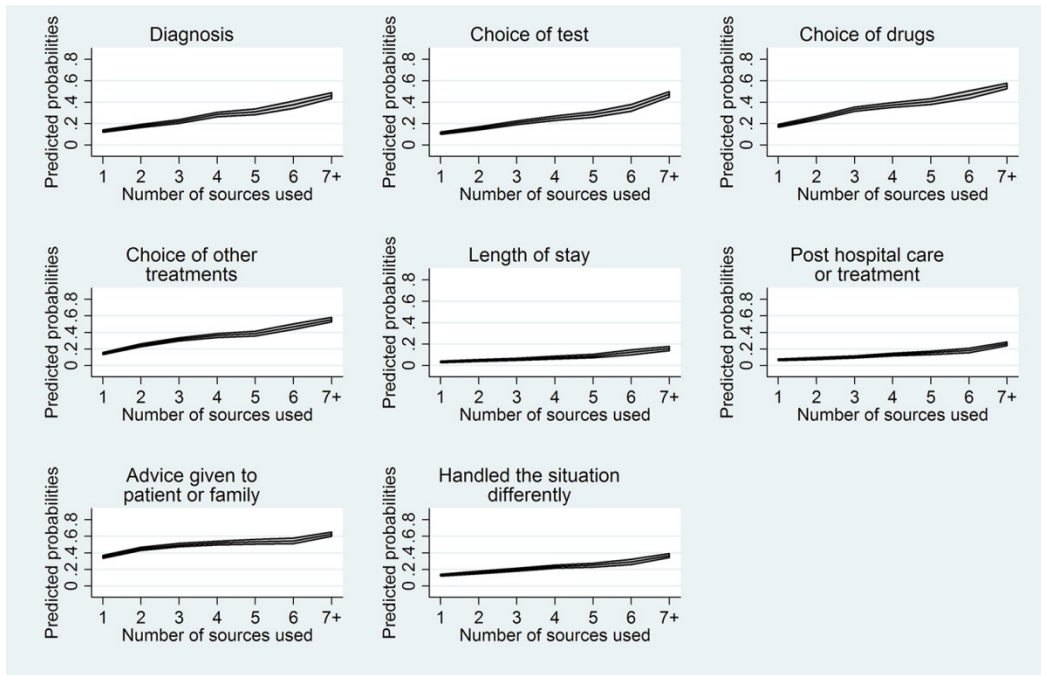 Diagnosis
Predicted probabilities
0 .2 .4 .6 .8
1 2 3 4 5 6 7+
Number of sources used
Choice of test
Predicted probabilities
0 .2 .4 .6 .8
1 2 3 4 5 6 7+
Number of sources used
Choice of drugs
Predicted probabilities
0 .2 .4 .6 .8
1 2 3 4 5 6 7+
Number of sources used
Choice of other
treatments
Predicted probabilities
0 .2 .4 .6 .8
1 2 3 4 5 6 7+
Number of sources used
Length of stay
Predicted probabilities
0 .2 .4 .6 .8
1 2 3 4 5 6 7+
Number of sources used
Post hospital care
or treatment
Predicted probabilities
0 .2 .4 .6 .8
1 2 3 4 5 6 7+
Number of sources used
Advice given to
patient or family
Predicted probabilities
0 .2 .4 .6 .8
1 2 3 4 5 6 7+
Number of sources used
Handled the situation
differently
Predicted probabilities
0 .2 .4 .6 .8
1 2 3 4 5 6 7+
Number of sources used